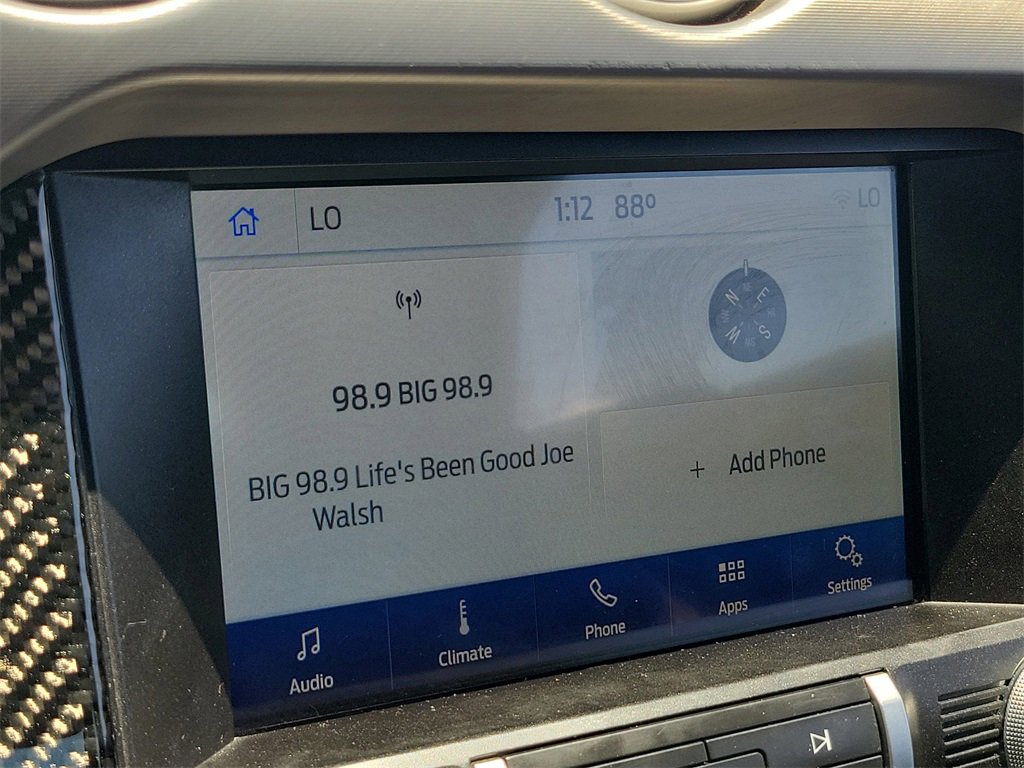 LO
1:12 88°
LO
98.9 BIG 98.9
BIG 98.9 Life's Been Good Joe
Walsh
N
E
W
S
+ Add Phone
Audio
Climate
Phone
Apps
Settings